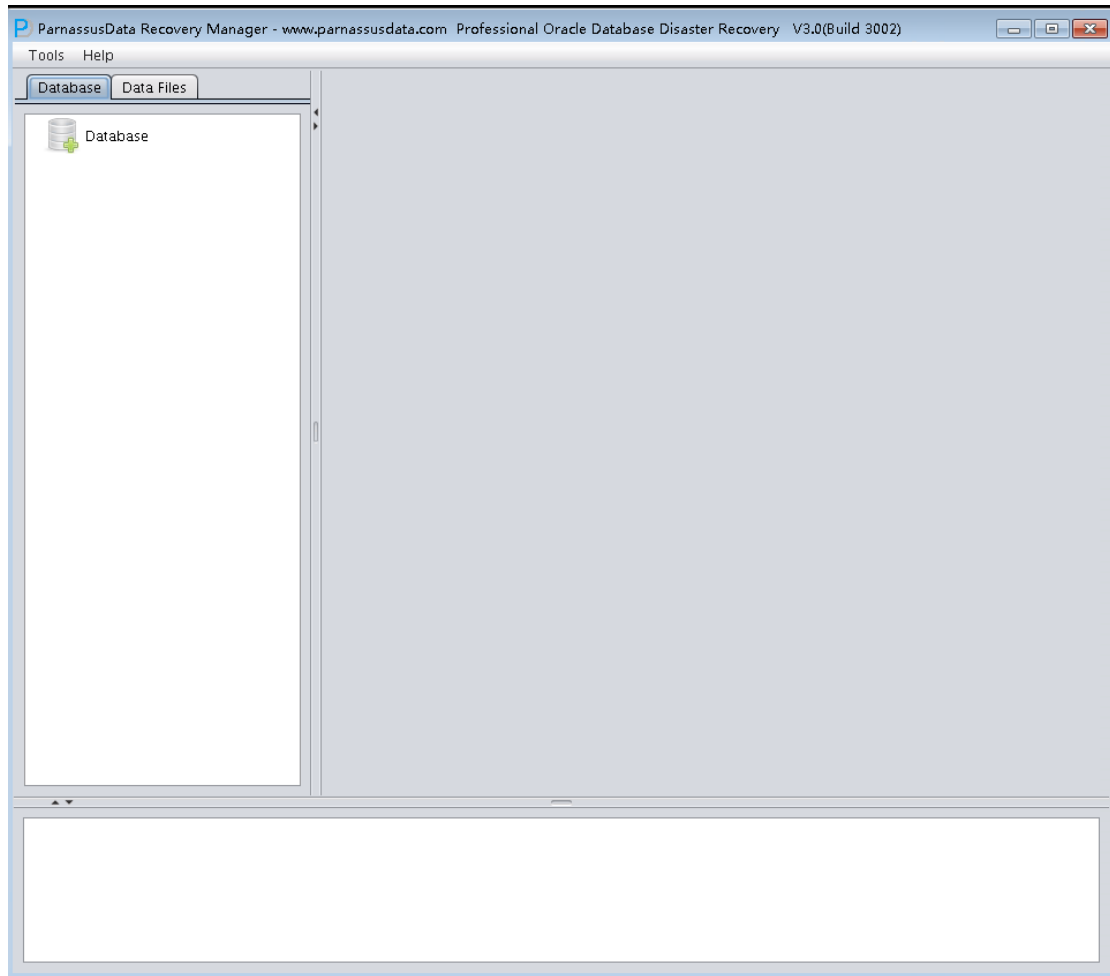 ParnassusData Recovery Manager - www.parnassusdata.com Professional Oracle Database Disaster Recovery V3.0(Build 3002)
Tools Help
Database Data Files
Database